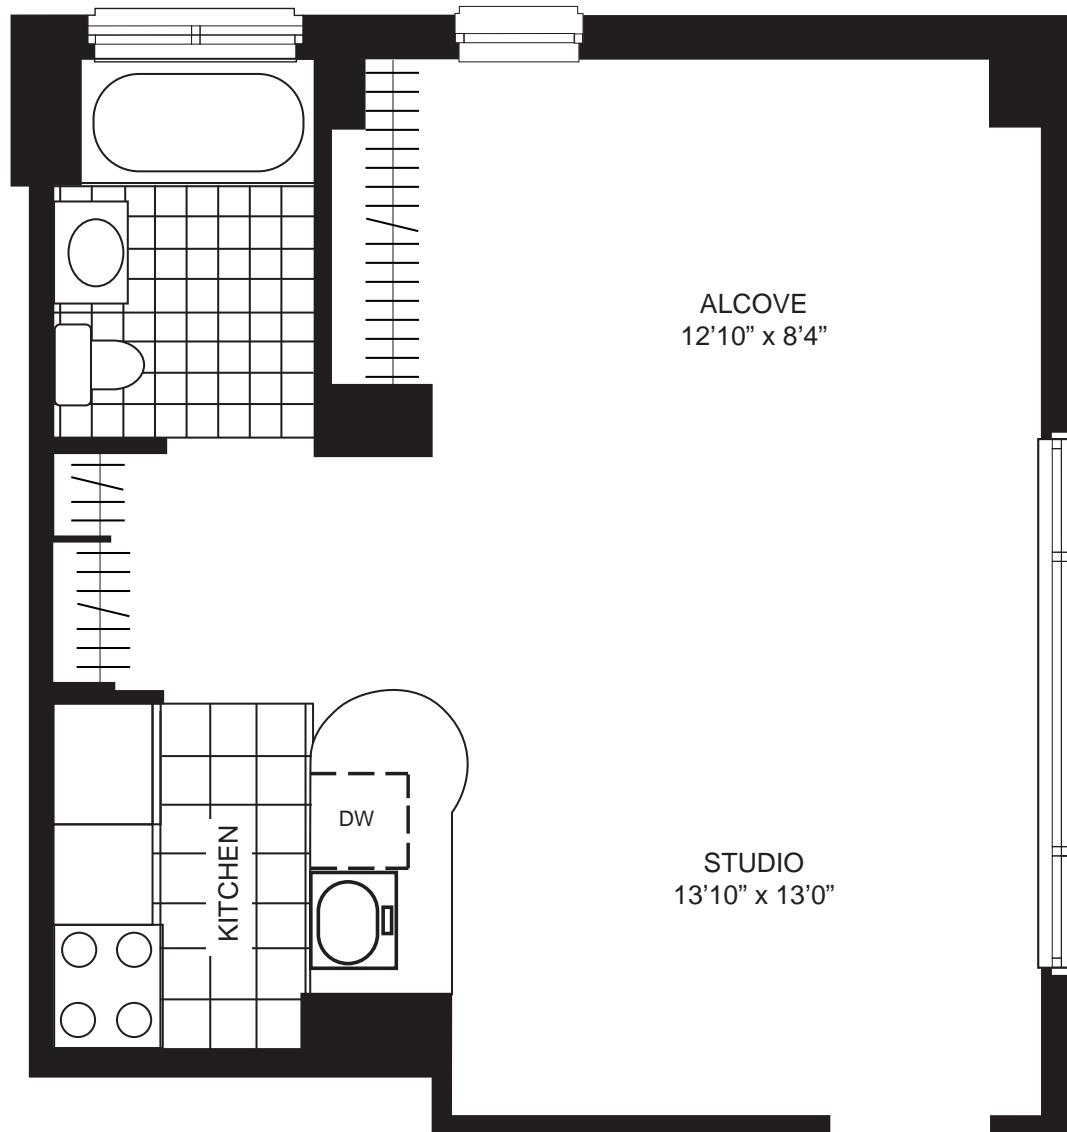 ALCOVE
12’10” x 8’4”
DW
KITCHEN
STUDIO
13’10” x 13’0”